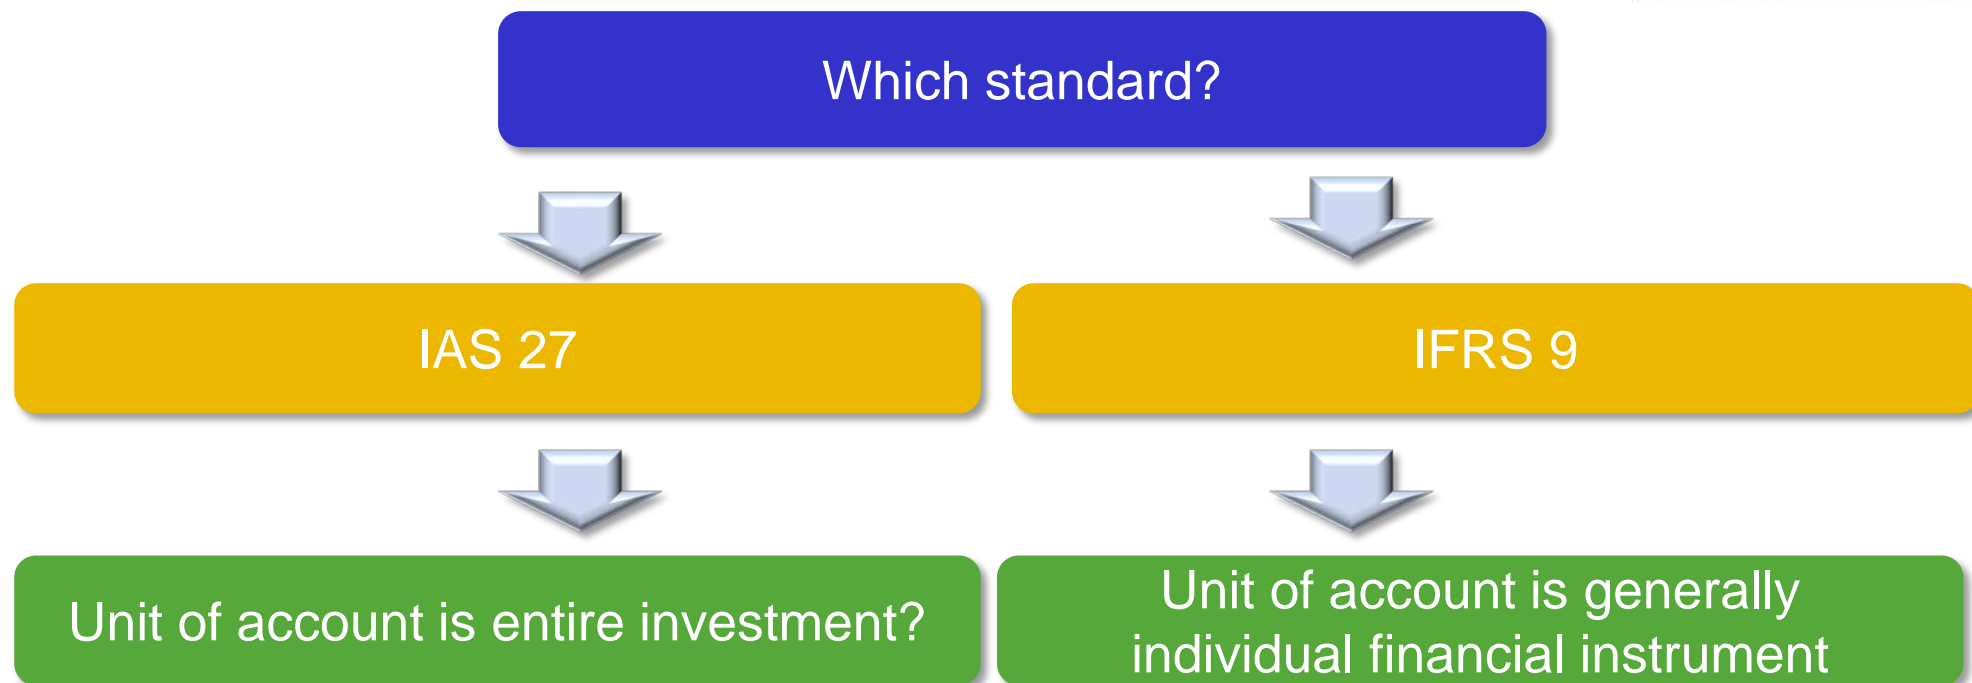 Which standard?
IAS 27
IFRS 9
Unit of account is entire investment?
Unit of account is generally
individual financial instrument